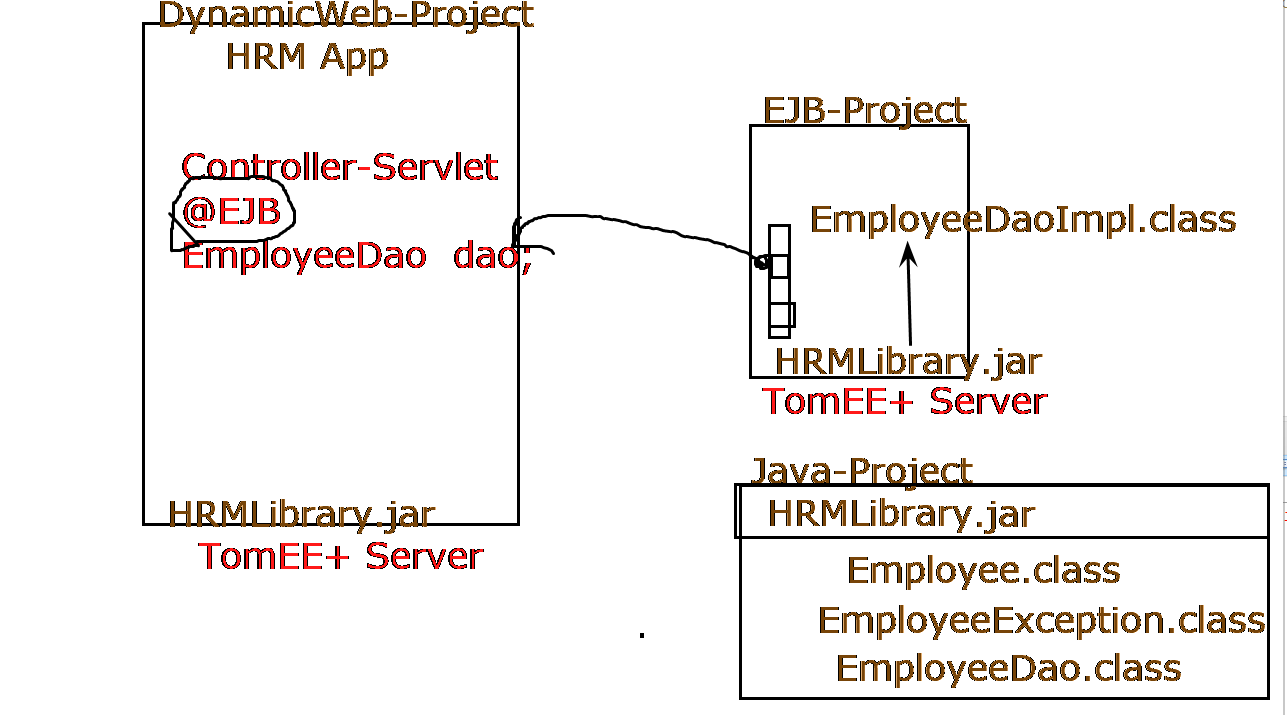 DynamicWeb-Project
HRM App
Controller-Servlet
@EJB
EmployeeDao dao;
HRMLibrary.jar
TomEE+ Server
EJB-Project
EmployeeDaoImpl.class
HRMLibrary.jar
TomEE+ Server
Java-Project
HRMLibrary.jar
Employee.class
EmployeeException.class
EmployeeDao.class